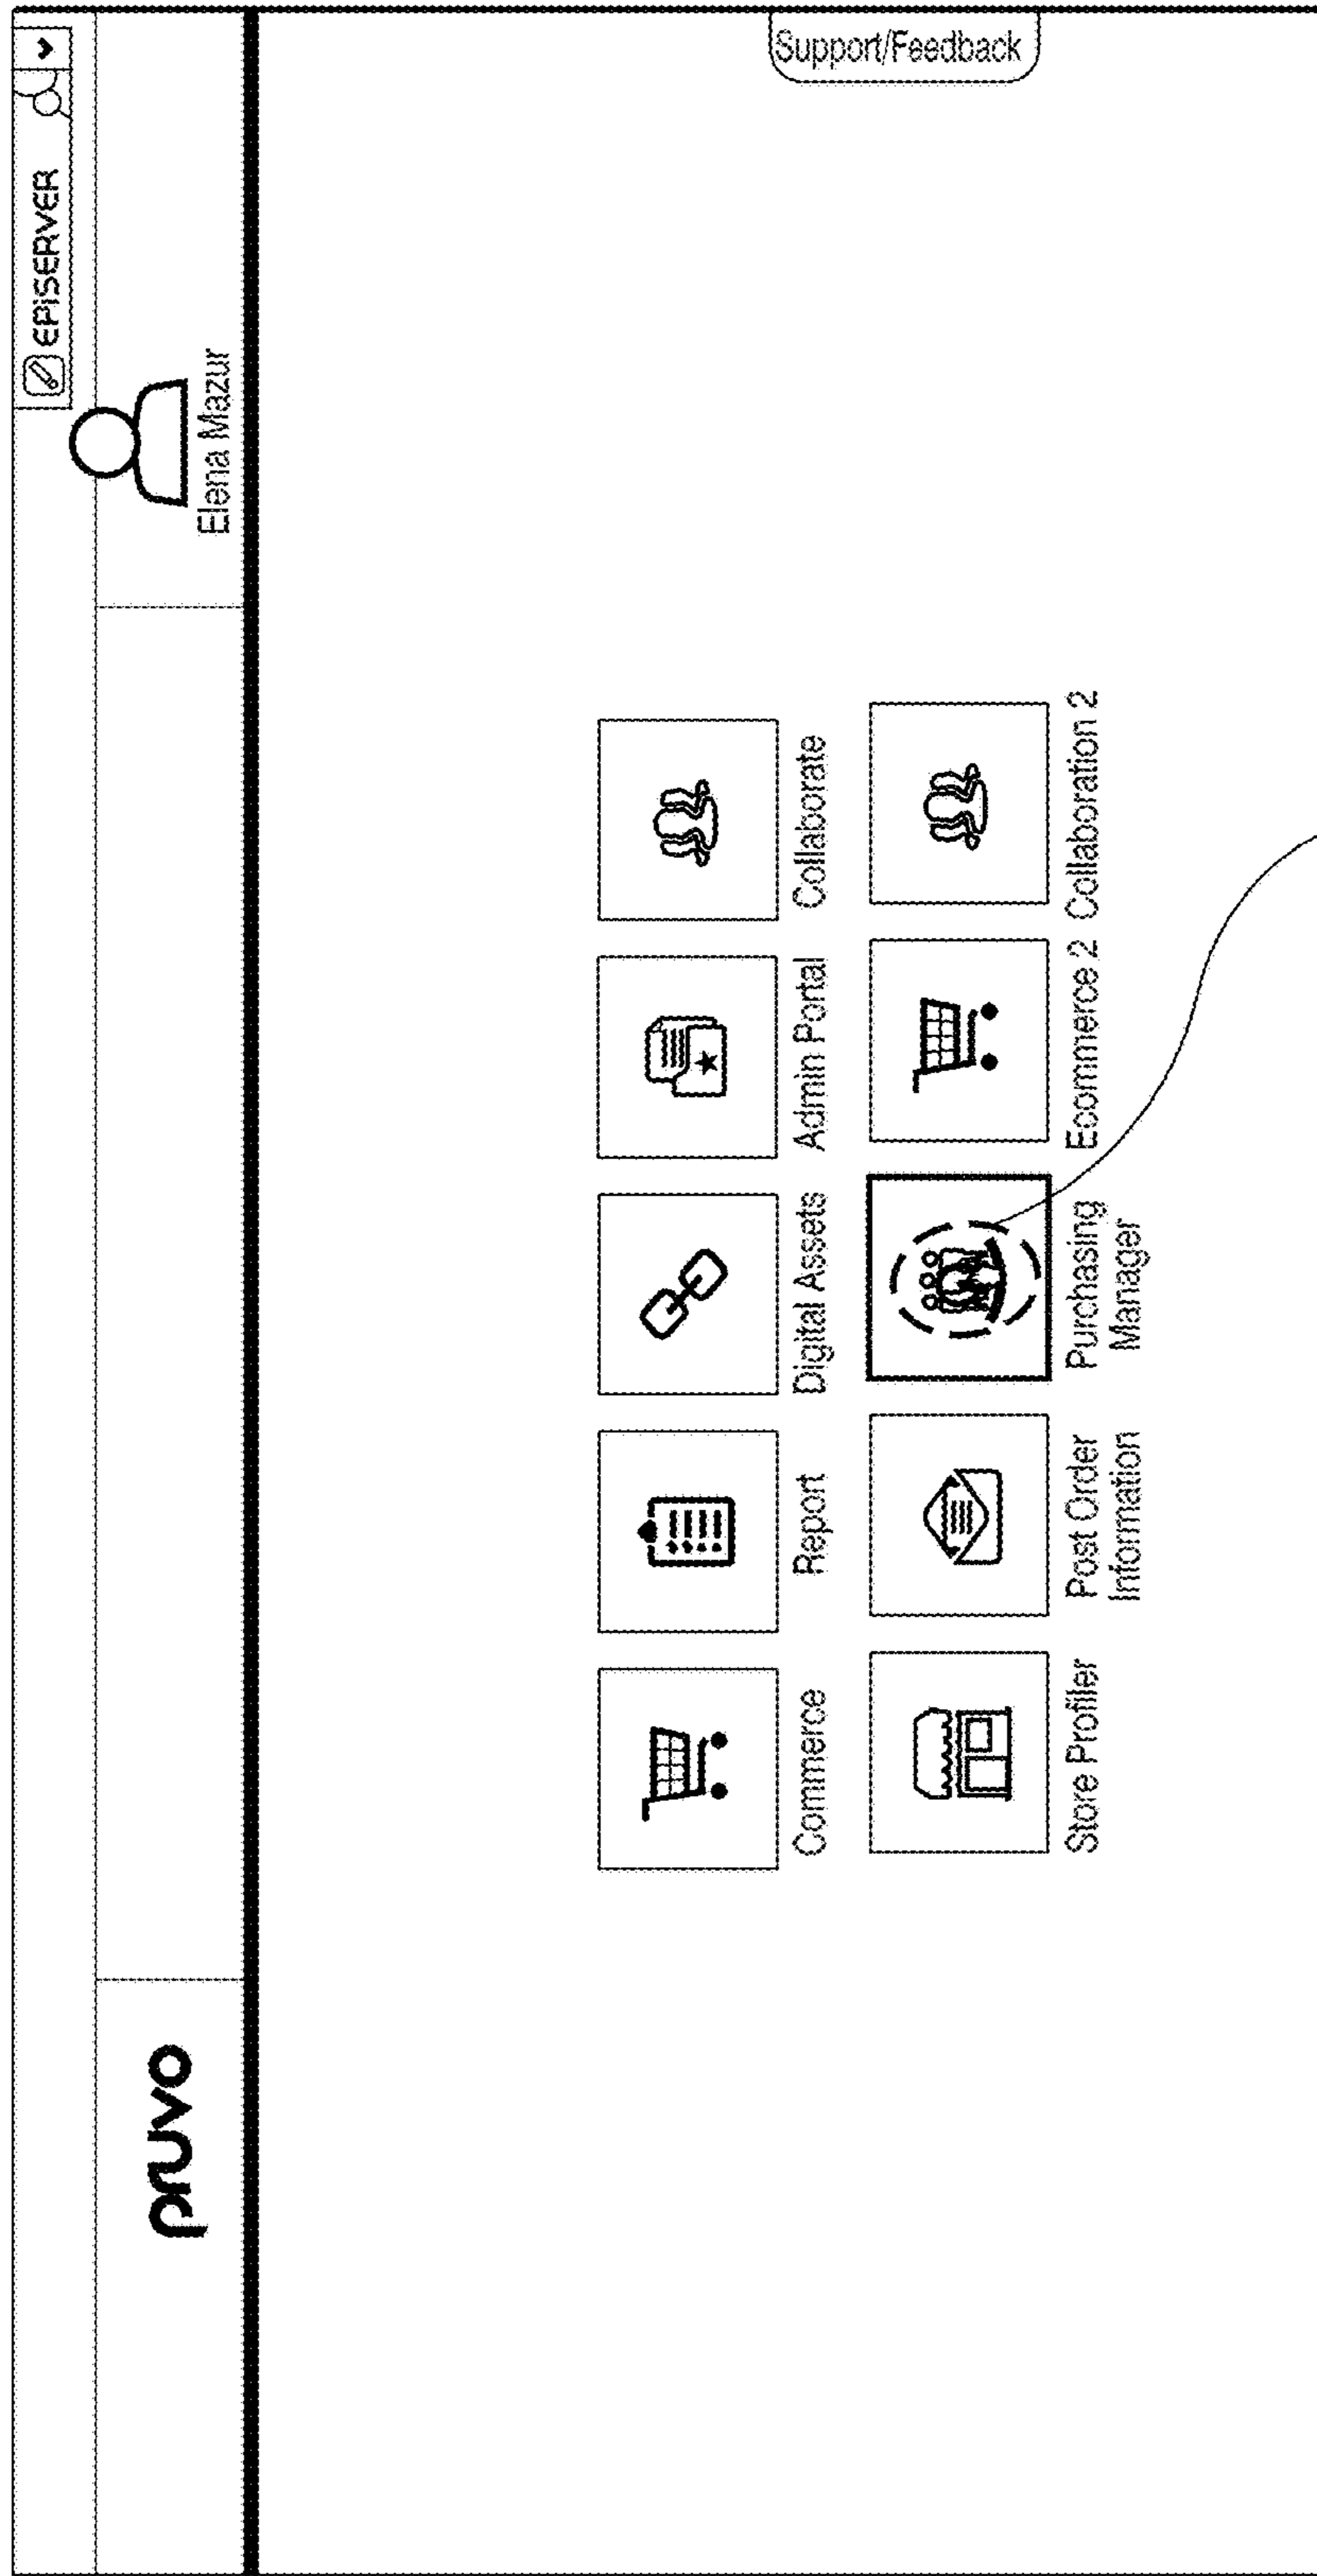 EPiSERVER
pruvo
Elena Mazur
Support/Feedback
Commerce
Report
Digital Assets
Admin Portal
Collaborate
Store Profiler
Post Order
Information
Purchasing
Manager
Ecommerce 2
Collaboration 2